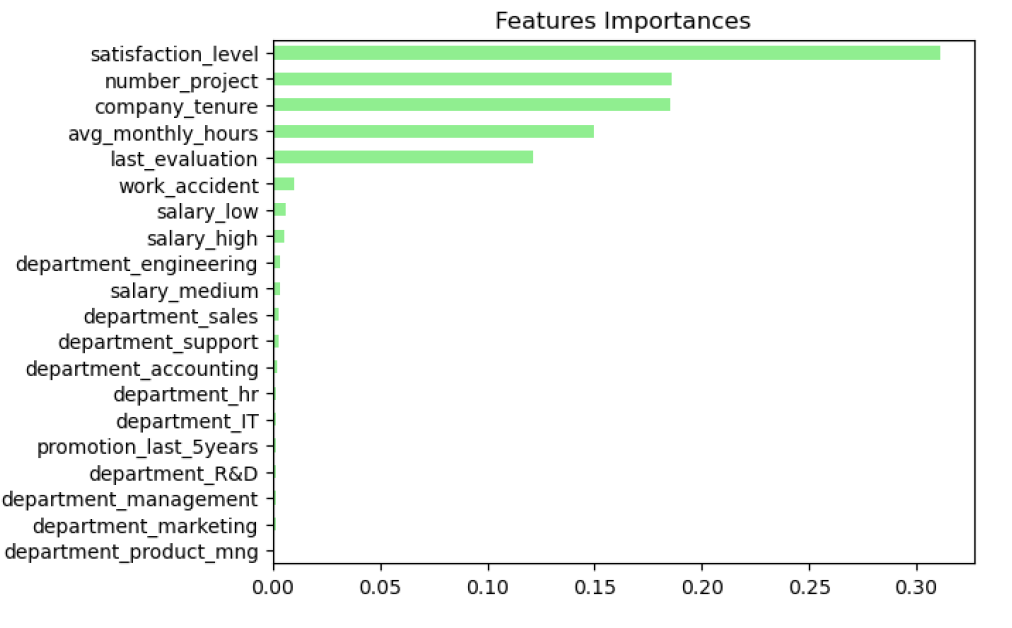 Features Importances
satisfaction_level
number_project
company_tenure
avg_monthly_hours
last_evaluation
work_accident
salary_low
salary_high
department_engineering
salary_medium
department_sales
department_support
department_accounting
department_hr
department_IT
promotion_last_5years
department_R&D
department_management
department_marketing
department_product_mng
0.00 0.05 0.10 0.15 0.20 0.25 0.30